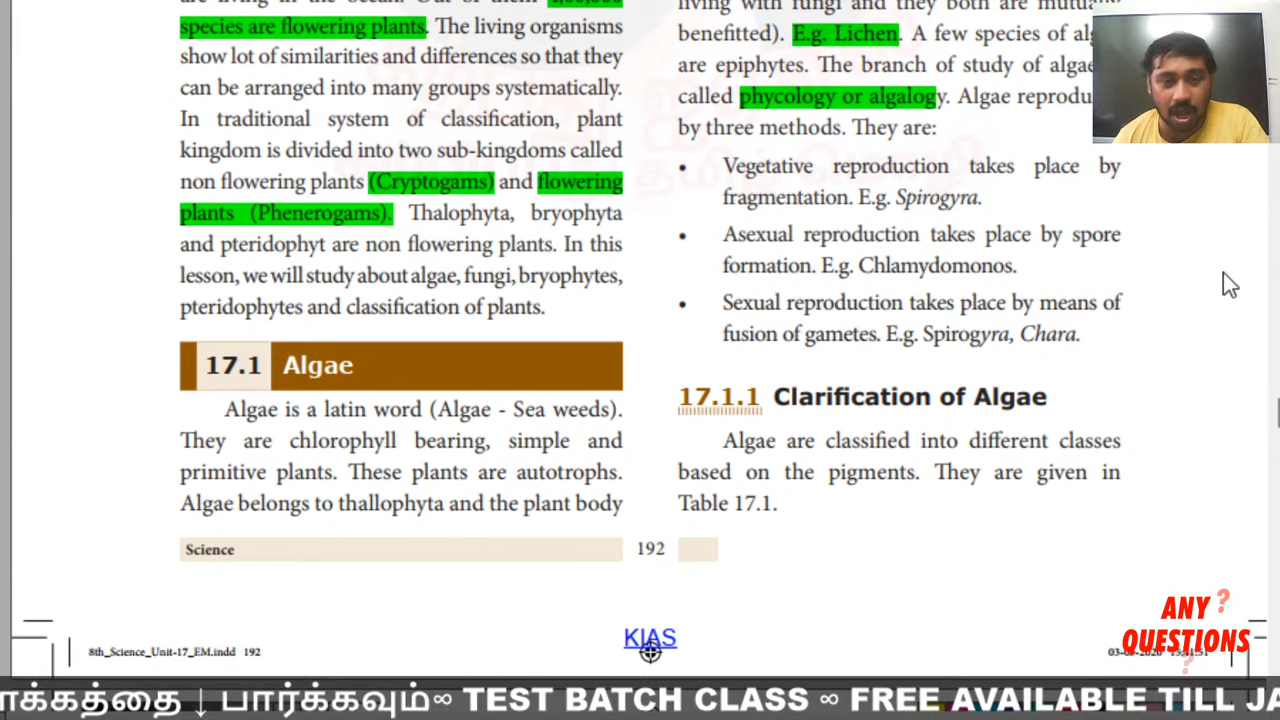 are living in the ocean. Out of them
species are flowering plants. The living organisms
show lot of similarities and differences so that they
can be arranged into many groups systematically.
In traditional system of classification, plant
kingdom is divided into two sub-kingdoms called
non flowering plants (Cryptogams) and flowering
plants (Phenerogams). Thalophyta, bryophyta
and pteridophyt are non flowering plants. In this
lesson, we will study about algae, fungi, bryophytes,
pteridophytes and classification of plants.
17.1 Algae
Algae is a latin word (Algae - Sea weeds).
They are chlorophyll bearing, simple and
primitive plants. These plants are autotrophs.
Algae belongs to thallophyta and the plant body
living with fungi and they both are mutually
benefitted). E.g. Lichen. A few species of alg
are epiphytes. The branch of study of algae
called phycology or algalogy. Algae reprodu
by three methods. They are:
• Vegetative reproduction takes place by
fragmentation. E.g. Spirogyra.
• Asexual reproduction takes place by spore
formation. E.g. Chlamydomonos.
• Sexual reproduction takes place by means of
fusion of gametes. E.g. Spirogyra, Chara.
17.1.1 Clarification of Algae
Algae are classified into different classes
based on the pigments. They are given in
Table 17.1.
Science
192
KIAS
8th_Science_Unit-17_EM.indd 192
ANY ?
QUESTIONS
?
ாக்கத்தை ↓ பார்க்கவும்∞ TEST BATCH CLASS ∞ FREE AVAILABLE TILL JA